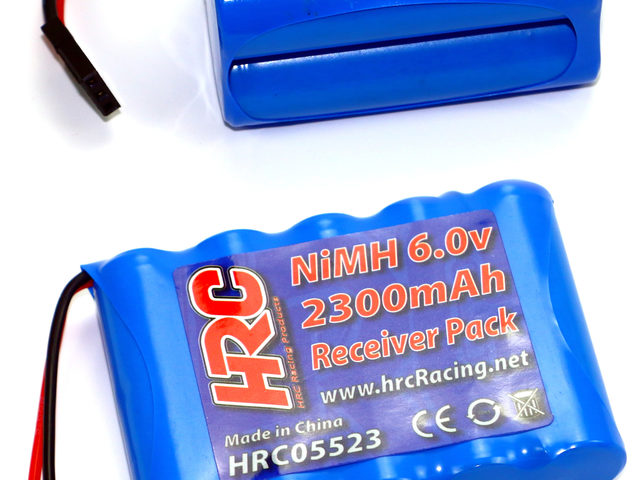 HRC
HRC Racing Products
NiMH 6.0v
2300mAh
Receiver Pack
www.hrcRacing.net
Made in China
CE
HRC05523